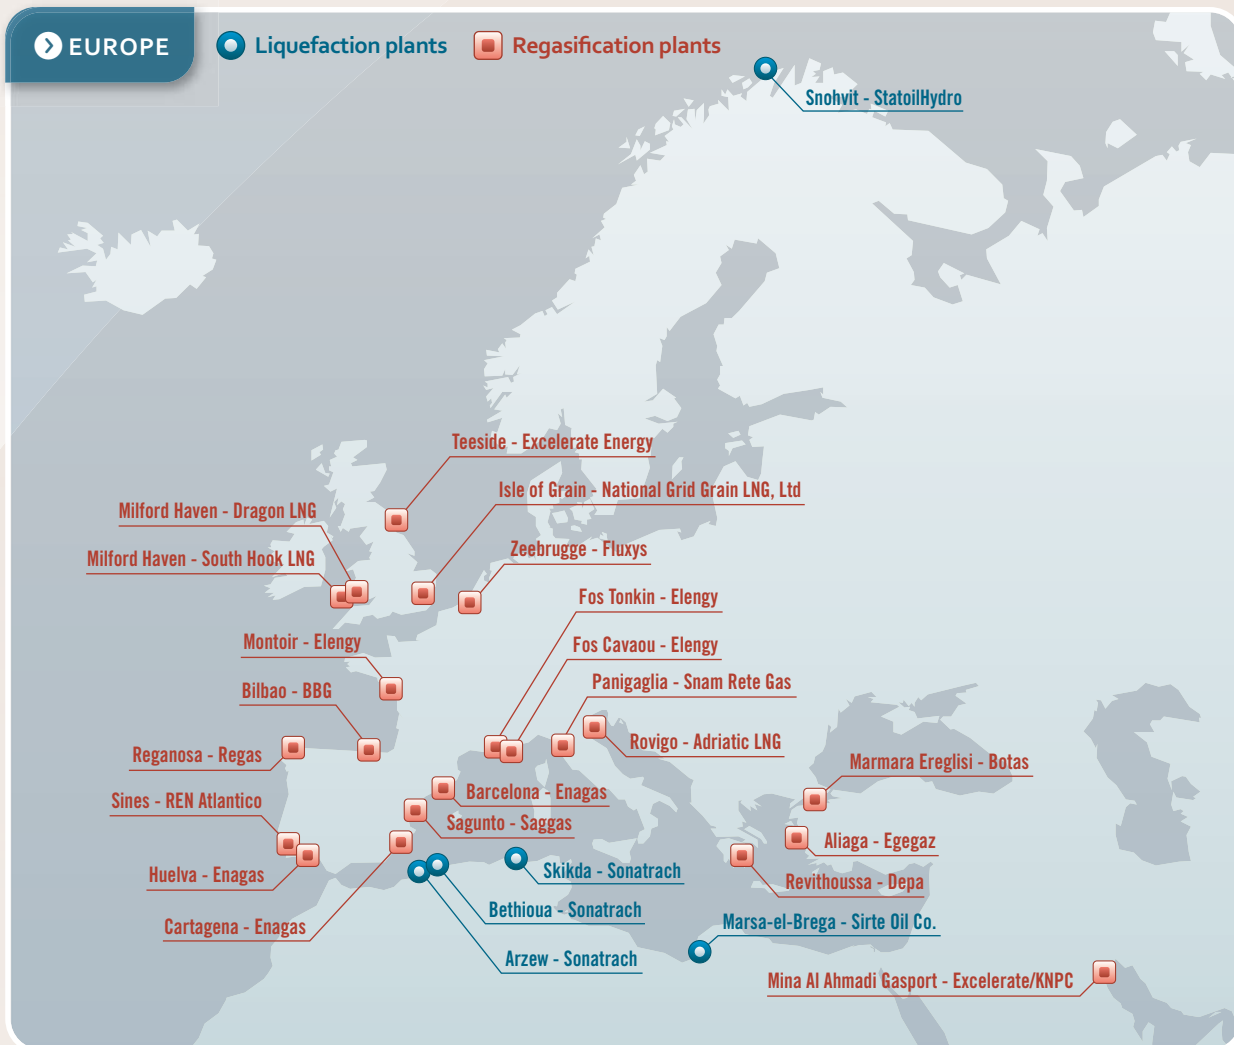 EUROPE
Liquefaction plants
Regasification plants
Snohvit - StatoilHydro
Teeside - Excelerate Energy
Isle of Grain - National Grid Grain LNG, Ltd
Milford Haven - Dragon LNG
Zeebrugge - Fluxys
Milford Haven - South Hook LNG
Fos Tonkin - Elengy
Montoir - Elengy
Fos Cavaou - Elengy
Panigaglia - Snam Rete Gas
Bilbao - BBG
Rovigo - Adriatic LNG
Reganosa - Regas
Marmara Ereglisi - Botas
Barcelona - Enagas
Sines - REN Atlantico
Sagunto - Saggas
Aliaga - Egegaz
Skikda - Sonatrach
Huelva - Enagas
Revithoussa - Depa
Bethioua - Sonatrach
Marsa-el-Brega - Sirte Oil Co.
Cartagena - Enagas
Arzew - Sonatrach
Mina Al Ahmadi Gasport - Excelerate/KNPC